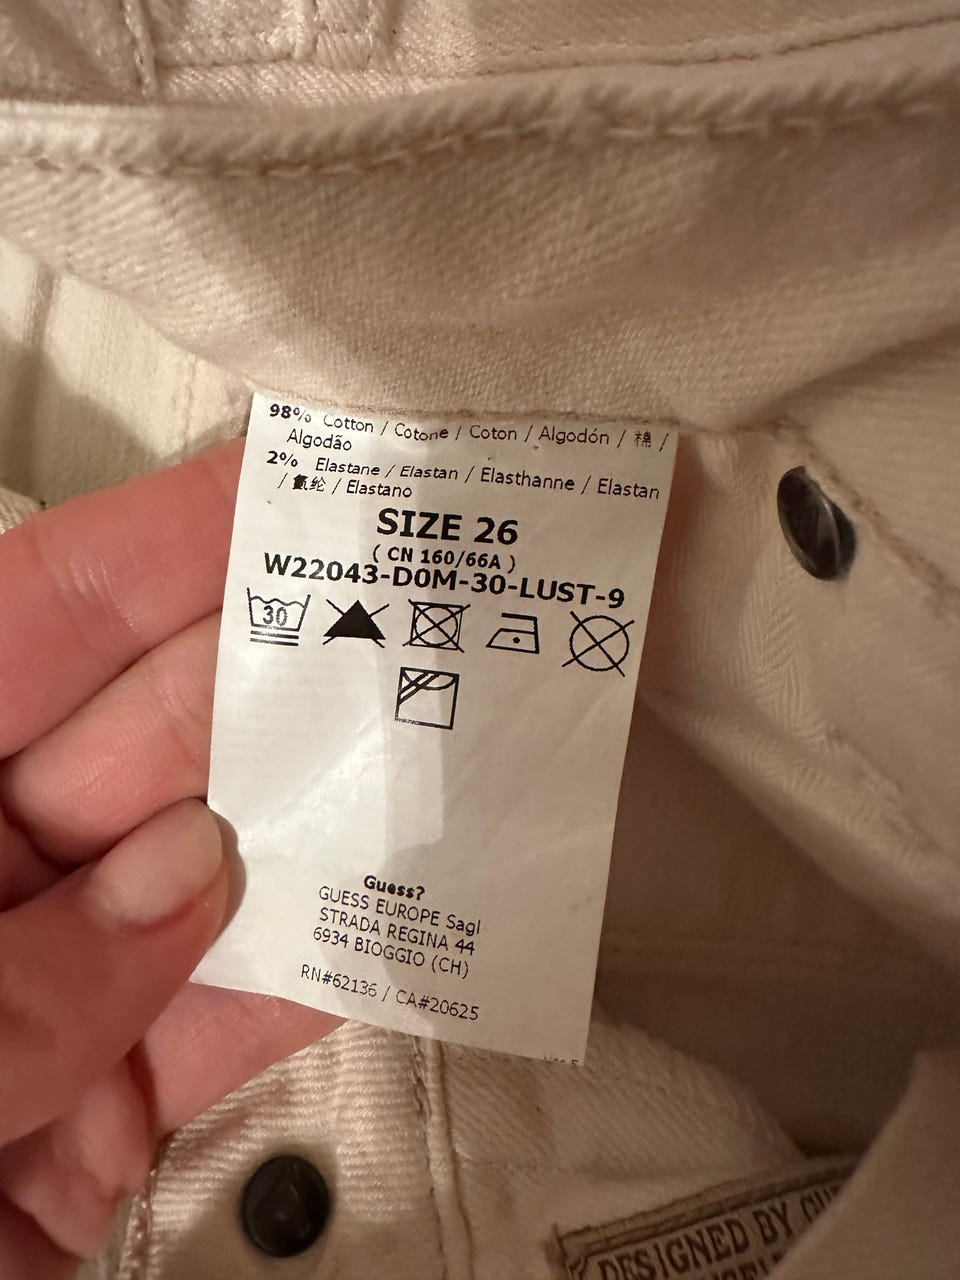 98% Cotton / Cotone / Coton / Algodón / 棉 /
Algodão
2% Elastane / Elastan / Elasthanne / Elastan
/ 氨纶 / Elastano
SIZE 26
( CN 160/66A )
W22043-D0M-30-LUST-9
30
Guess?
GUESS EUROPE Sagl
STRADA REGINA 44
6934 BIOGGIO (CH)
RN#62136 / CA#20625
DESIGNED BY